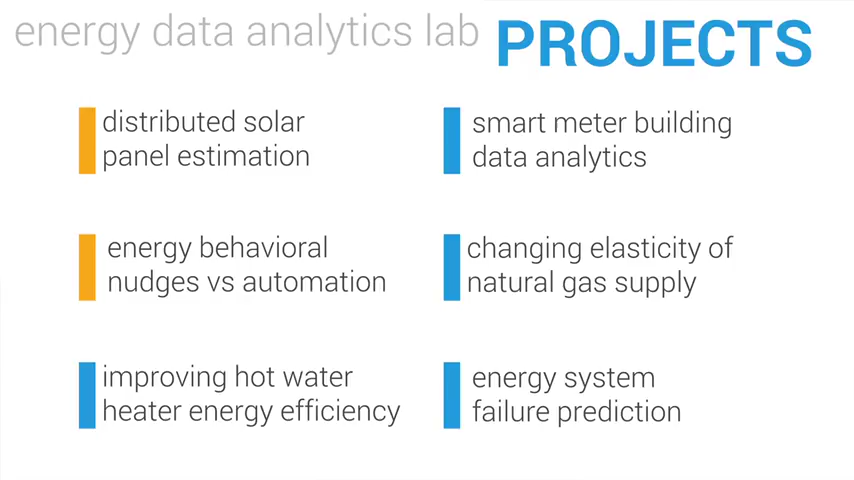 energy data analytics lab PROJECTS
distributed solar
panel estimation
smart meter building
data analytics
energy behavioral
nudges vs automation
changing elasticity of
natural gas supply
improving hot water
heater energy efficiency
energy system
failure prediction